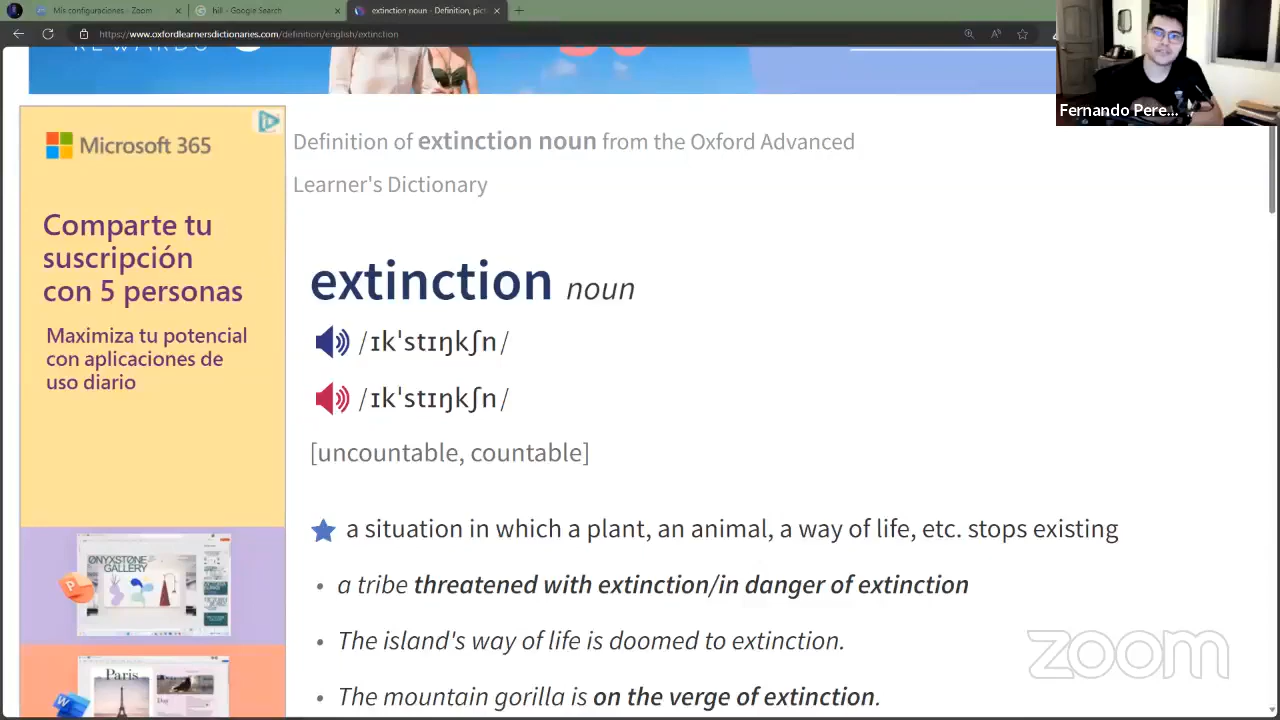 Mis configuraciones - Zoom
hill - Google Search
extinction noun - Definition, pict
https://www.oxfordlearnersdictionaries.com/definition/english/extinction
REWARDS
Fernando Pere...
Microsoft 365
Comparte tu
suscripción
con 5 personas
Maximiza tu potencial
con aplicaciones de
uso diario
ONYXSTONE
GALLERY
Paris
Definition of extinction noun from the Oxford Advanced
Learner's Dictionary
extinction noun
/ɪkˈstɪŋkʃn/
/ɪkˈstɪŋkʃn/
[uncountable, countable]
a situation in which a plant, an animal, a way of life, etc. stops existing
• a tribe threatened with extinction/in danger of extinction
• The island's way of life is doomed to extinction.
• The mountain gorilla is on the verge of extinction.
zoom